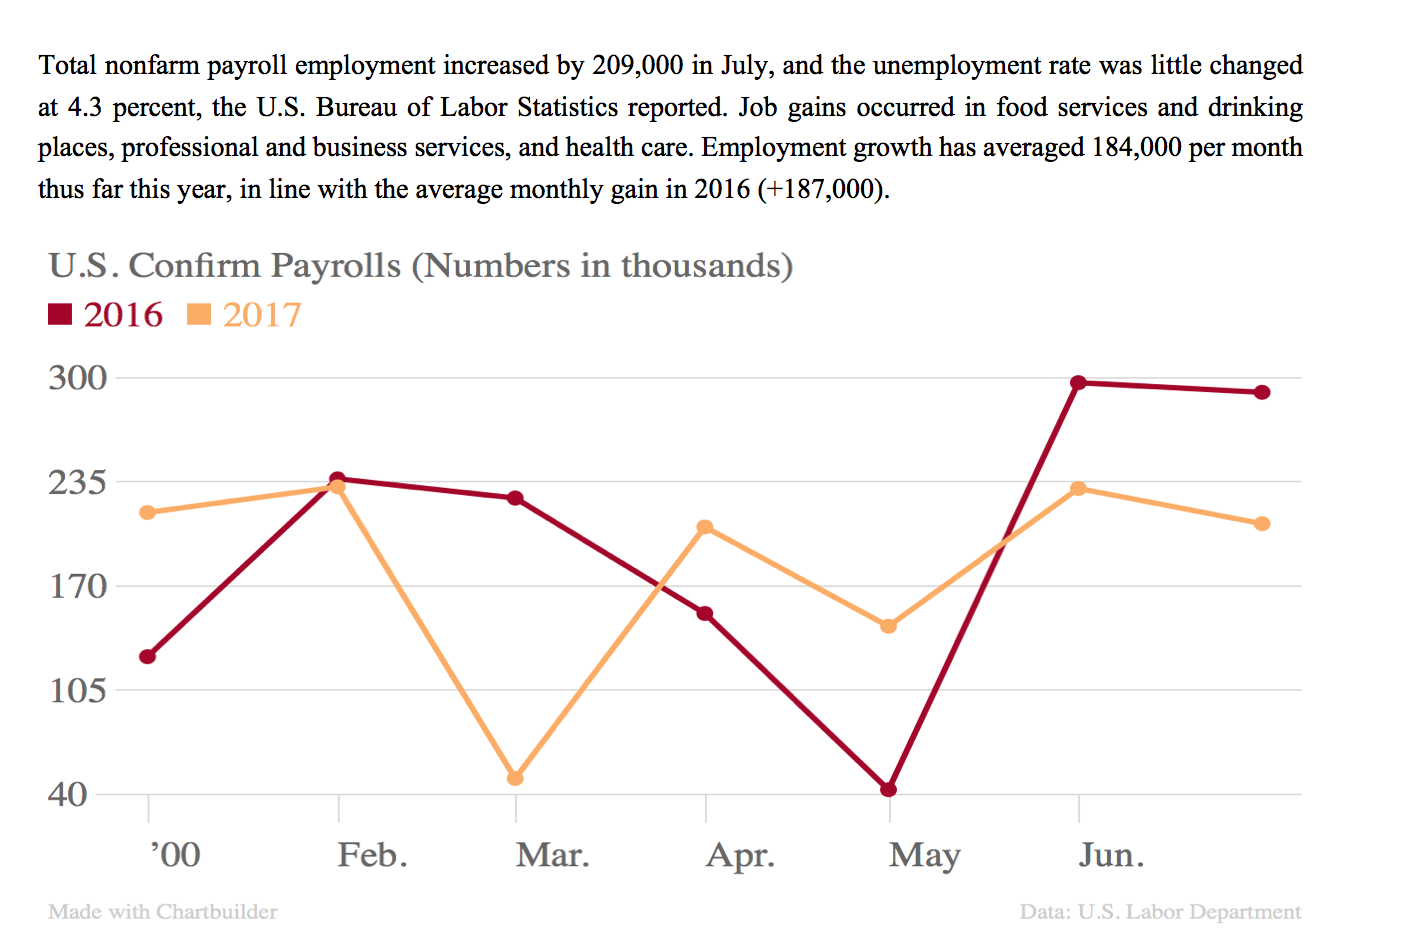 Total nonfarm payroll employment increased by 209,000 in July, and the unemployment rate was little changed
at 4.3 percent, the U.S. Bureau of Labor Statistics reported. Job gains occurred in food services and drinking
places, professional and business services, and health care. Employment growth has averaged 184,000 per month
thus far this year, in line with the average monthly gain in 2016 (+187,000).
U.S. Confirm Payrolls (Numbers in thousands)
2016 2017
300
235
170
105
40
’00 Feb. Mar. Apr. May Jun.
Made with Chartbuilder Data: U.S. Labor Department